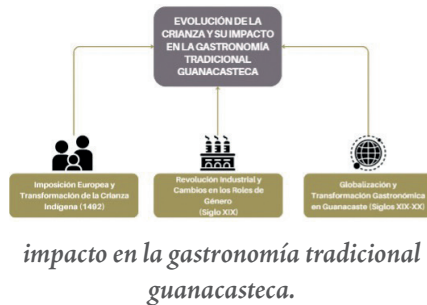 EVOLUCIÓN DE LA
CRIANZA Y SU IMPACTO
EN LA GASTRONOMÍA
TRADICIONAL
GUANACASTECA
Imposición Europea y
Transformación de la Crianza
Indígena (1492)
Revolución Industrial y
Cambios en los Roles de
Género
(Siglo XIX)
Globalización y
Transformación Gastronómica
en Guanacaste (Siglos XIX-XX)
impacto en la gastronomía tradicional
guanacasteca.